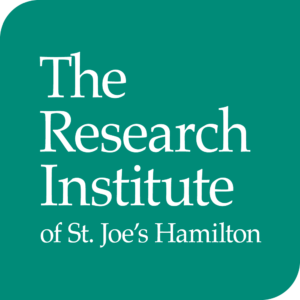 The
Research
Institute
of St. Joe's Hamilton